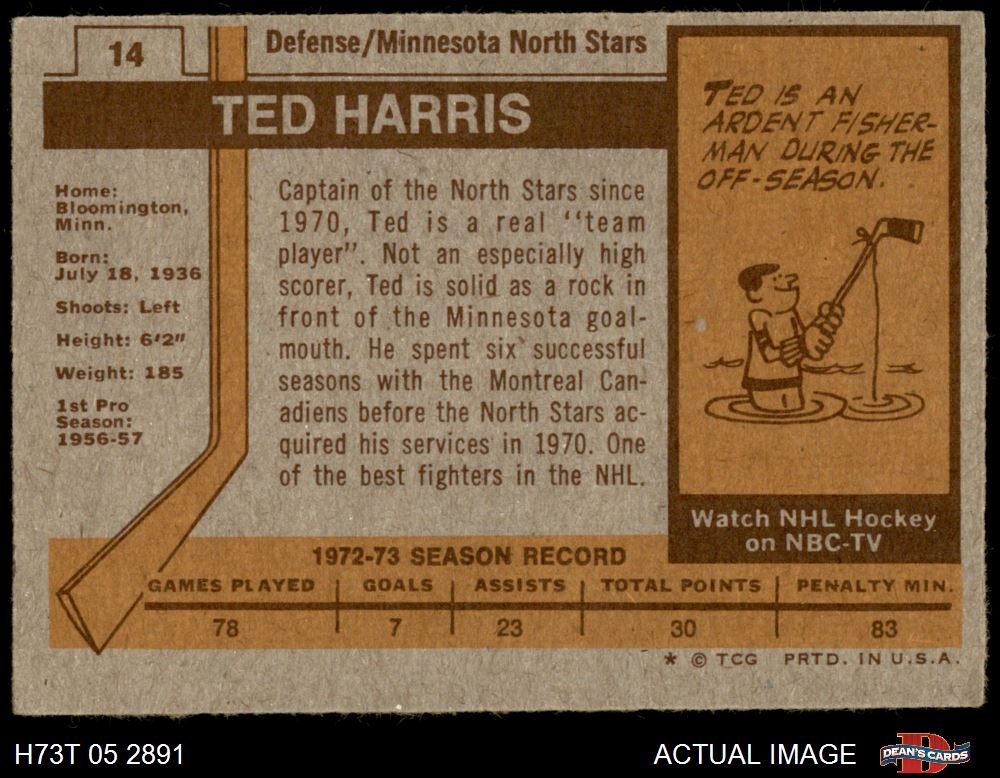 14
Defense/Minnesota North Stars
TED HARRIS
Home:
Bloomington,
Minn.
Born:
July 18, 1936
Shoots: Left
Height: 6'2"
Weight: 185
1st Pro
Season:
1956-57
Captain of the North Stars since
1970, Ted is a real "team
player". Not an especially high
scorer, Ted is solid as a rock in
front of the Minnesota goal-
mouth. He spent six successful
seasons with the Montreal Can-
adiens before the North Stars ac-
quired his services in 1970. One
of the best fighters in the NHL.
TED IS AN
ARDENT FISHER-
MAN DURING THE
OFF-SEASON.
Watch NHL Hockey
on NBC-TV
1972-73 SEASON RECORD
GAMES PLAYED GOALS ASSISTS TOTAL POINTS PENALTY MIN.
78 7 23 30 83
* © TCG PRTD. IN U.S.A.
H73T 05 2891
ACTUAL IMAGE
DEAN'S CARDS